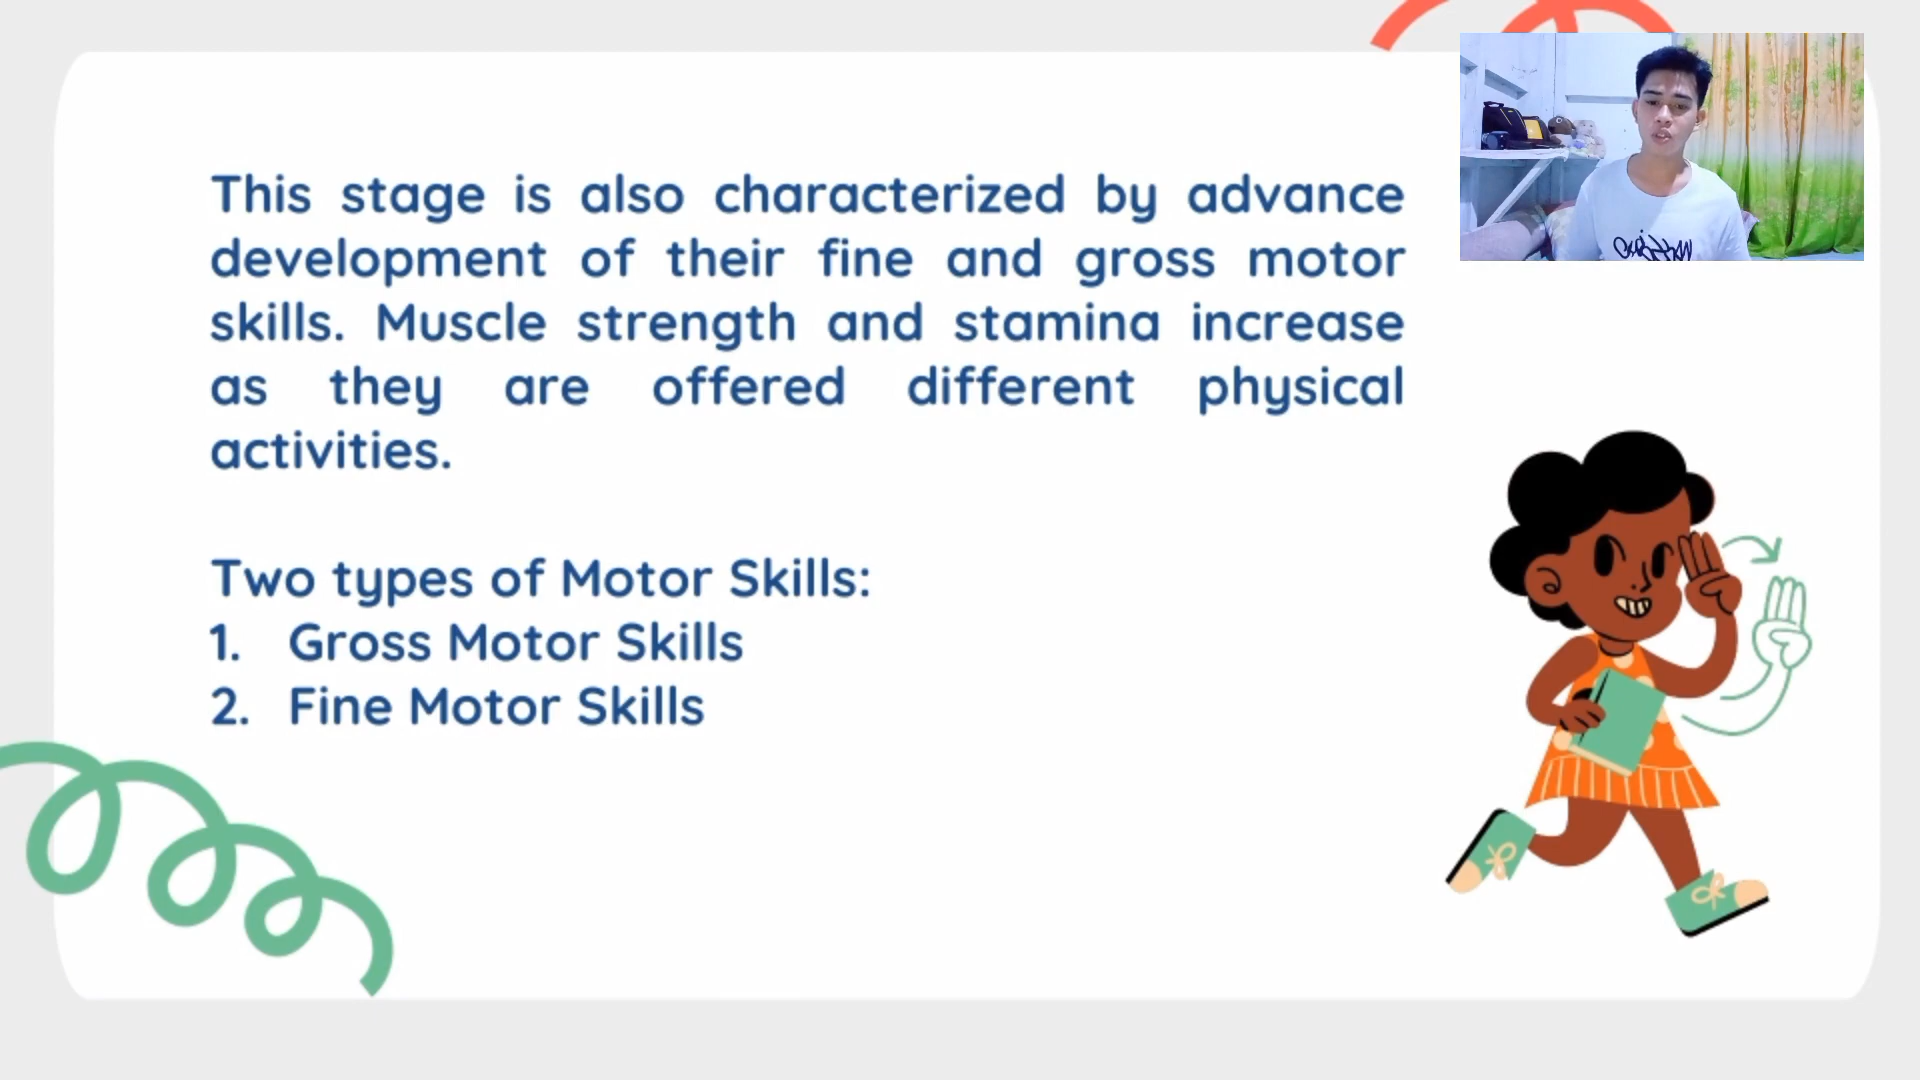 This stage is also characterized by advance
development of their fine and gross motor
skills. Muscle strength and stamina increase
as they are offered different physical
activities.
Two types of Motor Skills:
1. Gross Motor Skills
2. Fine Motor Skills